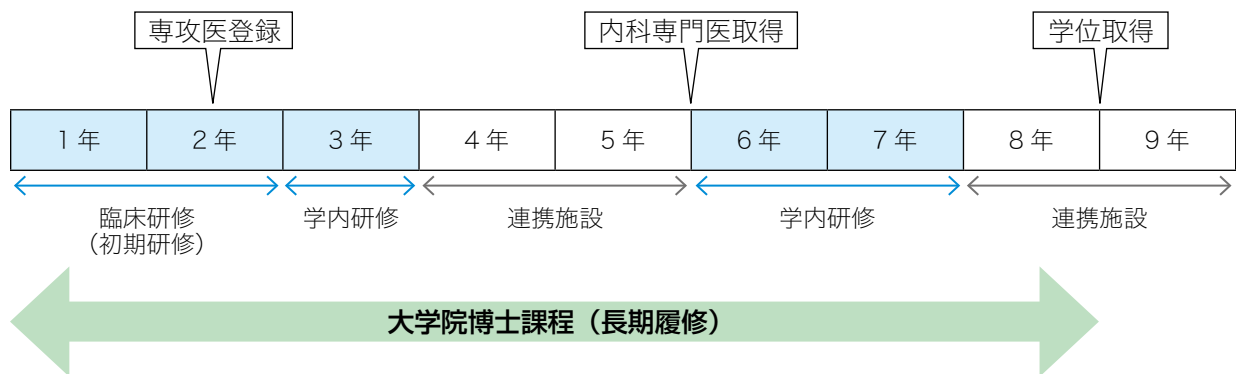 専攻医登録
内科専門医取得
学位取得
1 年
2 年
3 年
4 年
5 年
6 年
7 年
8 年
9 年
臨床研修
（初期研修）
学内研修
連携施設
学内研修
連携施設
大学院博士課程（長期履修）